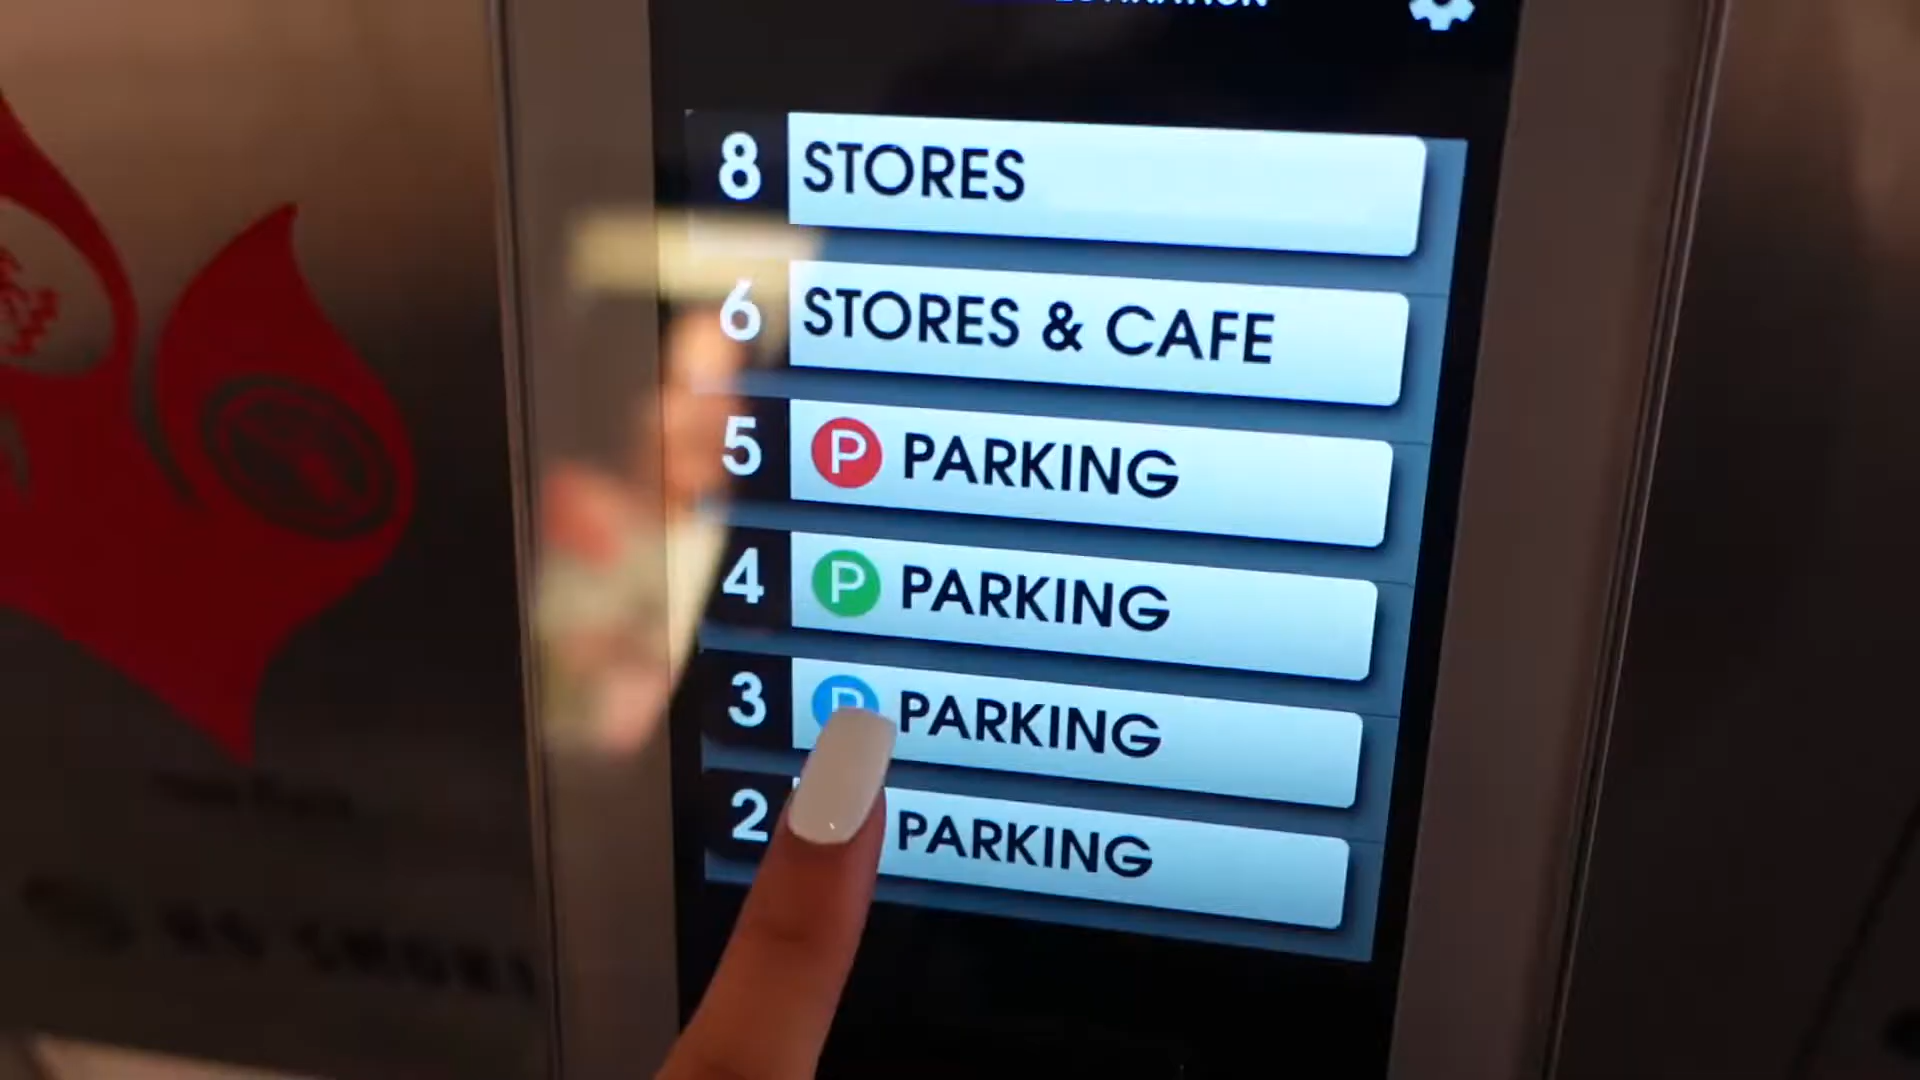 8 STORES
6 STORES & CAFE
5 P PARKING
4 P PARKING
3 P PARKING
2 PARKING